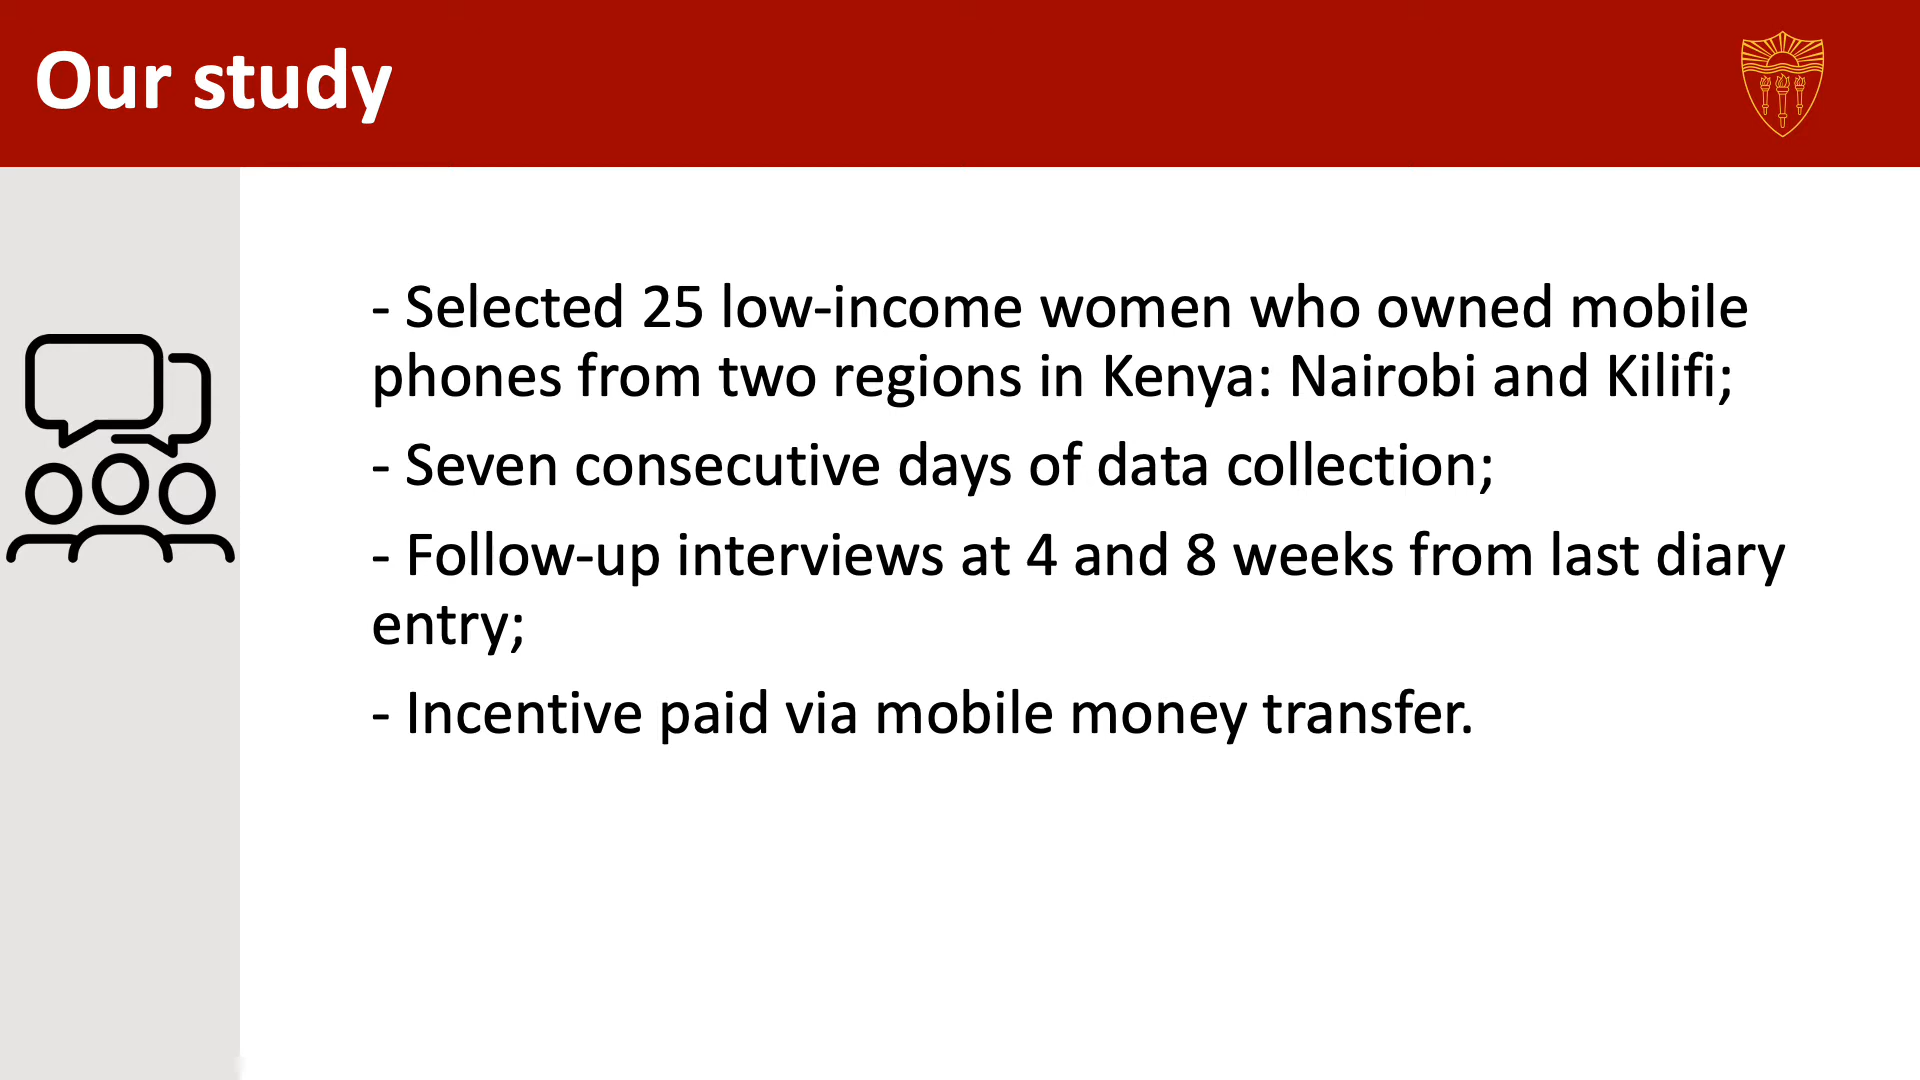 Our study
- Selected 25 low-income women who owned mobile
phones from two regions in Kenya: Nairobi and Kilifi;
- Seven consecutive days of data collection;
- Follow-up interviews at 4 and 8 weeks from last diary
entry;
- Incentive paid via mobile money transfer.